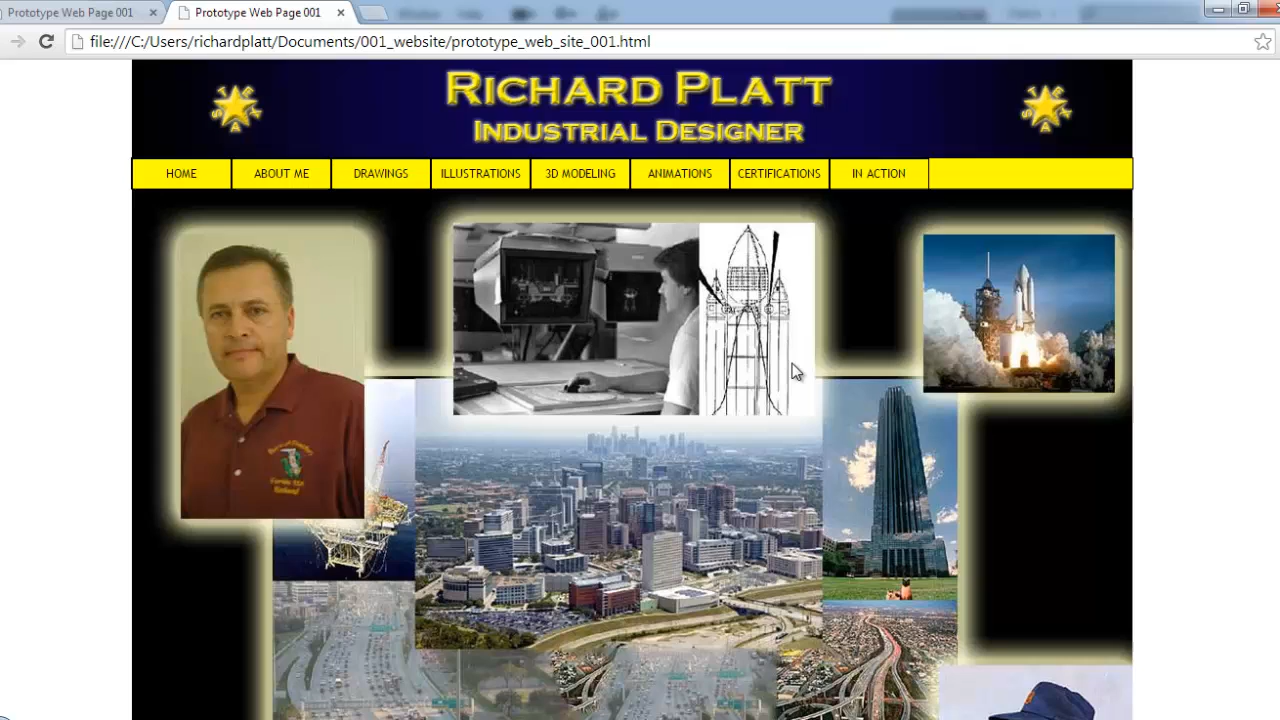 Prototype Web Page 001
Prototype Web Page 001
file:///C:/Users/richardplatt/Documents/001_website/prototype_web_site_001.html
RICHARD PLATT
INDUSTRIAL DESIGNER
HOME
ABOUT ME
DRAWINGS
ILLUSTRATIONS
3D MODELING
ANIMATIONS
CERTIFICATIONS
IN ACTION